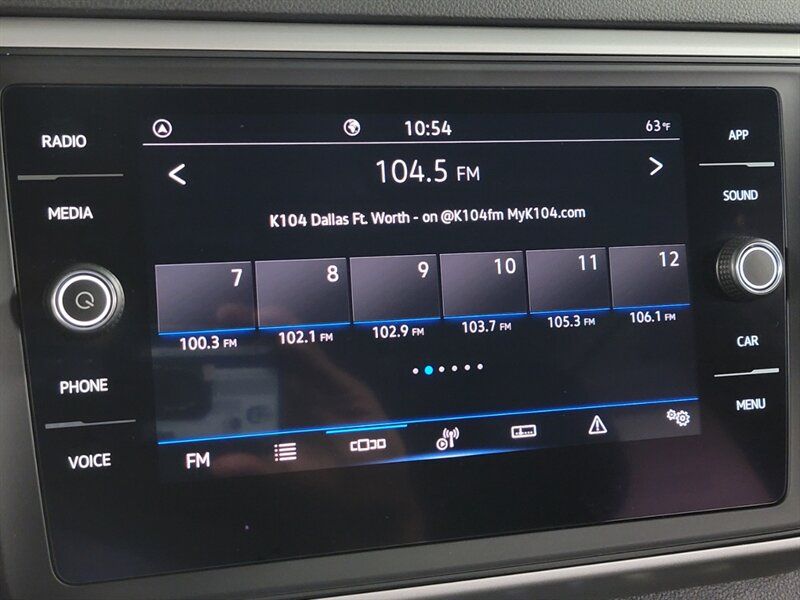 RADIO
MEDIA
PHONE
VOICE
10:54
63°F
< 104.5 FM >
K104 Dallas Ft. Worth - on @K104fm MyK104.com
7 8 9 10 11 12
100.3 FM 102.1 FM 102.9 FM 103.7 FM 105.3 FM 106.1 FM
FM
APP
SOUND
CAR
MENU